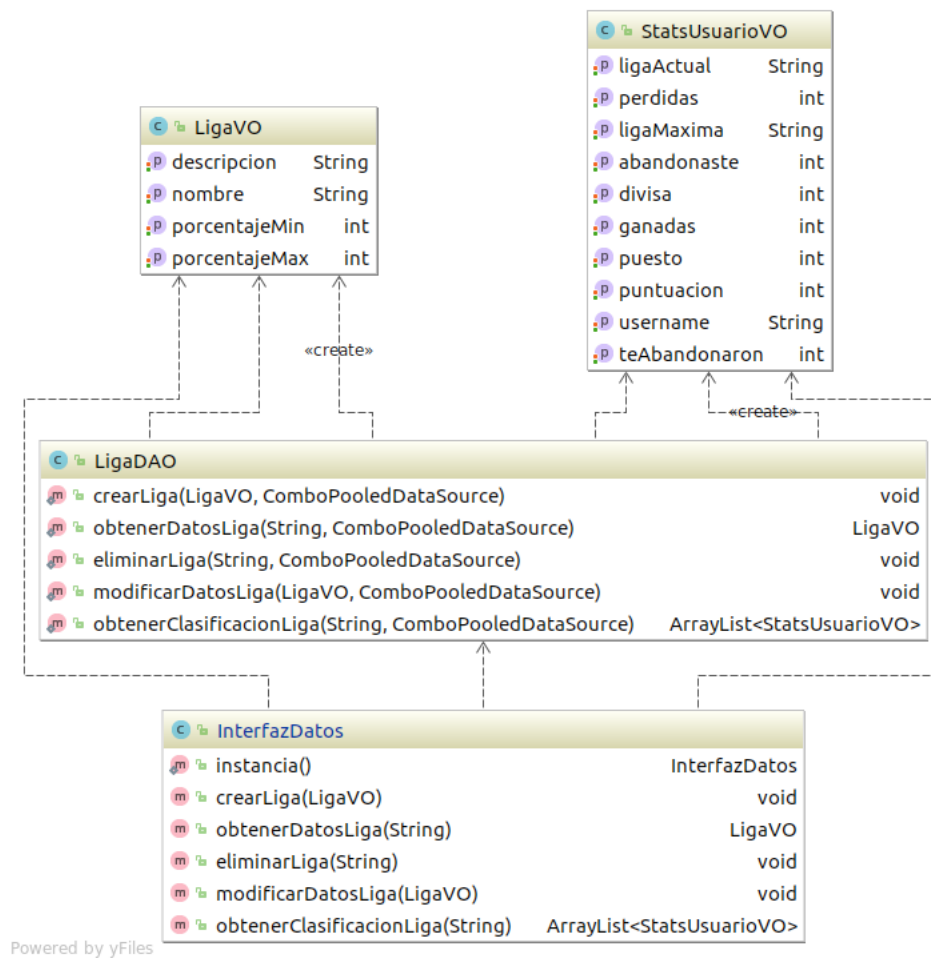 StatsUsuarioVO
ligaActual String
perdidas int
ligaMaxima String
abandonaste int
divisa int
ganadas int
puesto int
puntuacion int
username String
teAbandonaron int
LigaVO
descripcion String
nombre String
porcentajeMin int
porcentajeMax int
«create»
«create»
LigaDAO
crearLiga(LigaVO, ComboPooledDataSource) void
obtenerDatosLiga(String, ComboPooledDataSource) LigaVO
eliminarLiga(String, ComboPooledDataSource) void
modificarDatosLiga(LigaVO, ComboPooledDataSource) void
obtenerClasificacionLiga(String, ComboPooledDataSource) ArrayList<StatsUsuarioVO>
InterfazDatos
instancia() InterfazDatos
crearLiga(LigaVO) void
obtenerDatosLiga(String) LigaVO
eliminarLiga(String) void
modificarDatosLiga(LigaVO) void
obtenerClasificacionLiga(String) ArrayList<StatsUsuarioVO>
Powered by yFiles